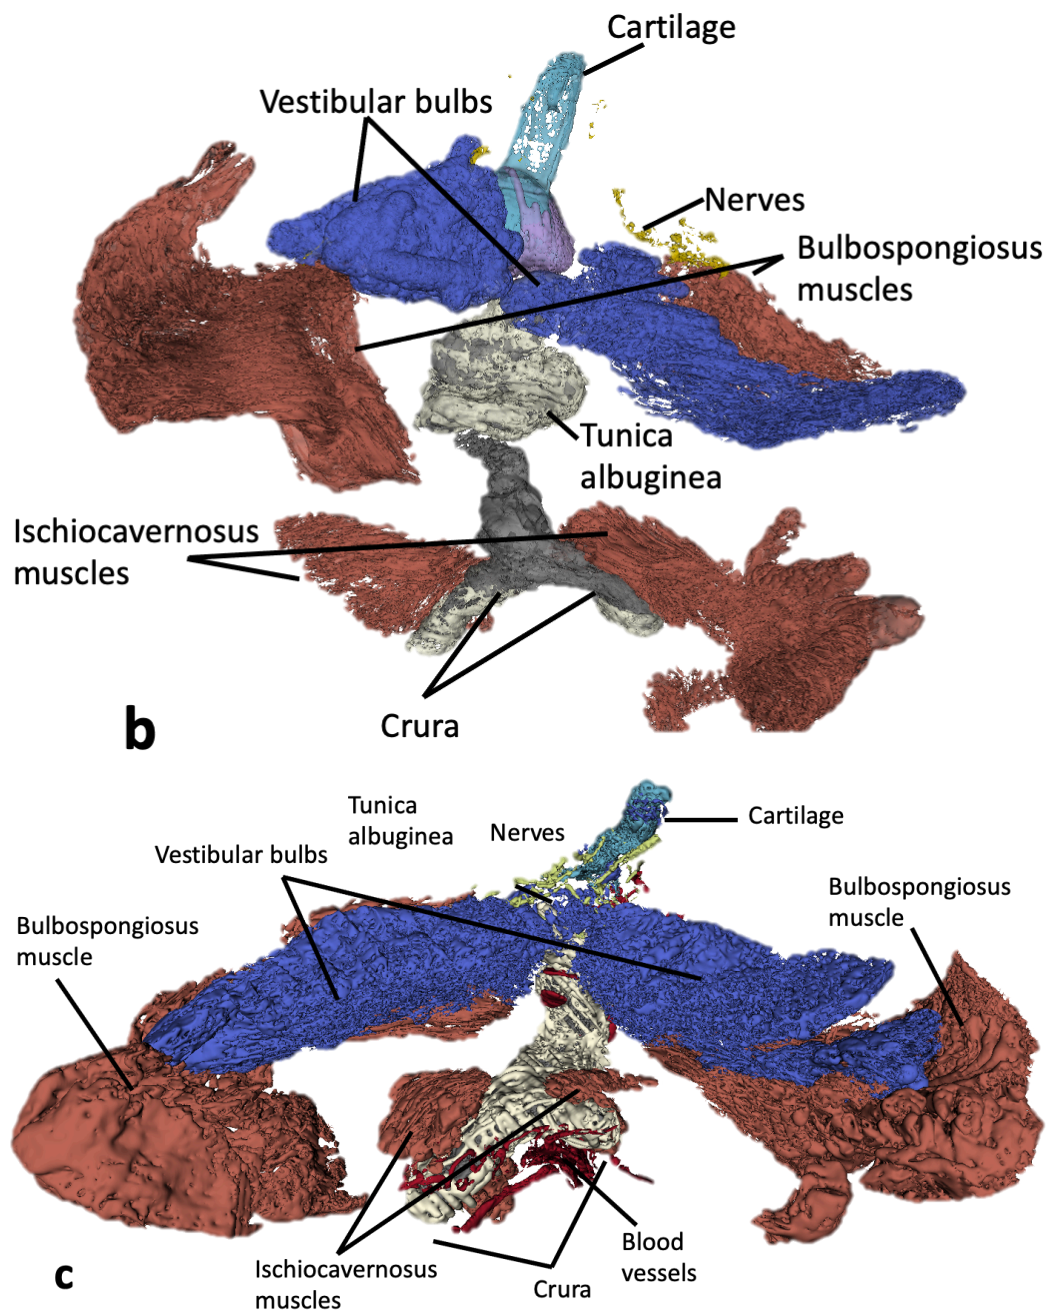 Cartilage
Vestibular bulbs
Nerves
Bulbospongiosus
muscles
Tunica
albuginea
Ischiocavernosus
muscles
Crura
b
Tunica
albuginea
Nerves
Cartilage
Vestibular bulbs
Bulbospongiosus
muscle
Bulbospongiosus
muscle
Blood
vessels
Ischiocavernosus
muscles
Crura
c